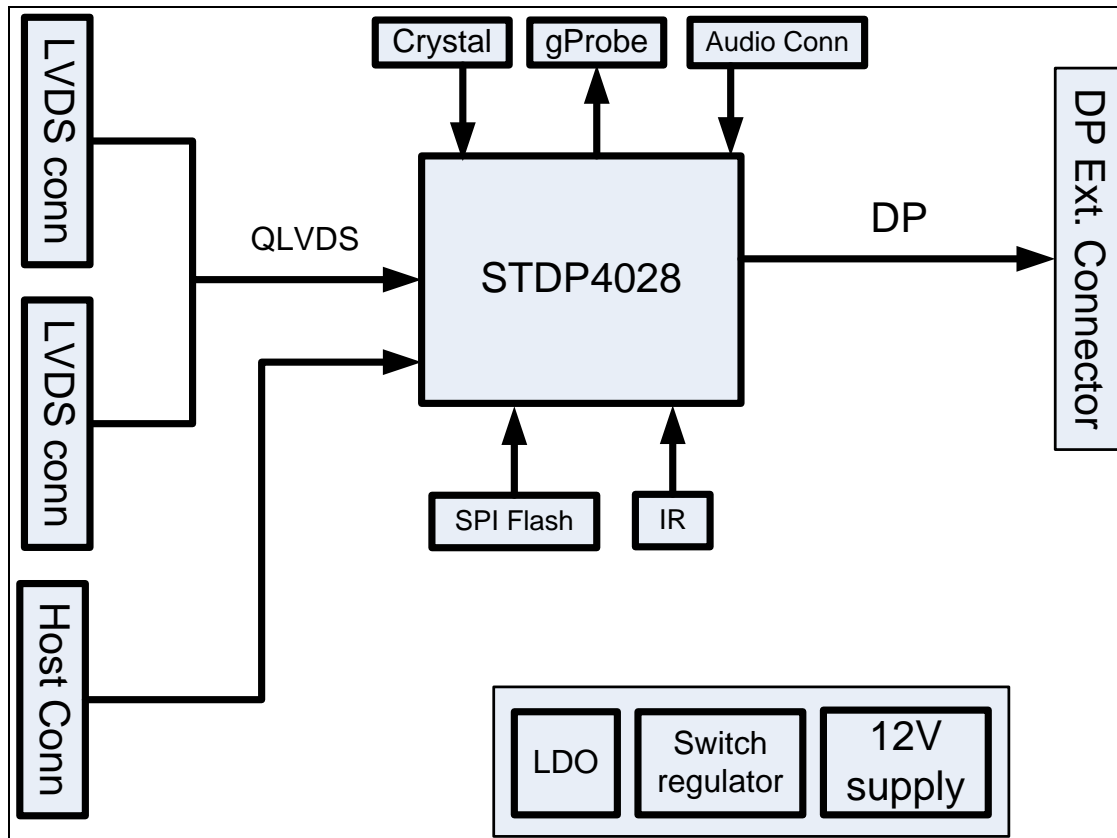 Crystal
gProbe
Audio Conn
LVDS conn
QLVDS
STDP4028
DP
DP Ext. Connector
LVDS conn
SPI Flash
IR
Host Conn
LDO
Switch
regulator
12V
supply